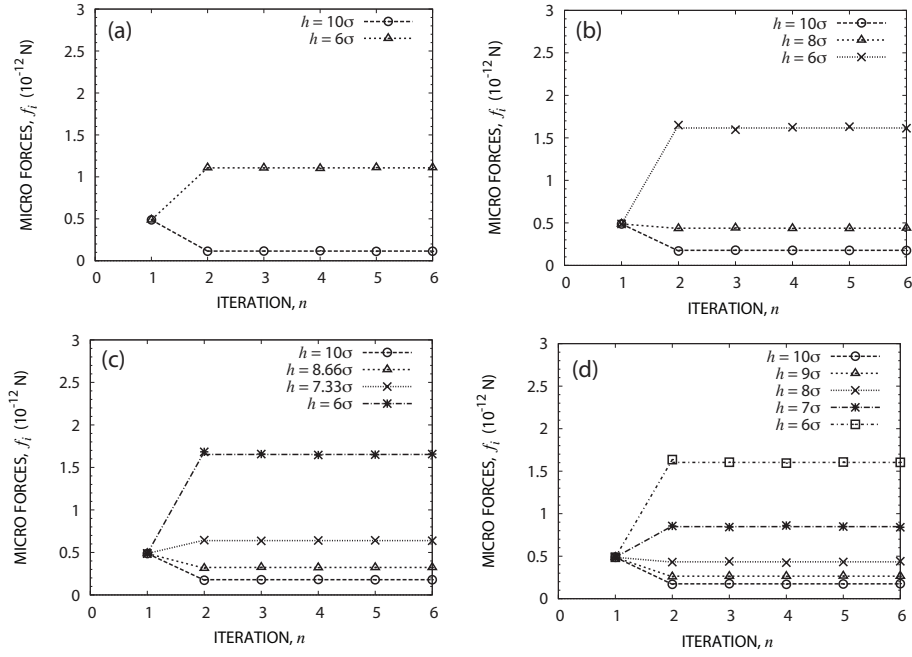 (a)
h = 10σ
h = 6σ
MICRO FORCES, fᵢ (10⁻¹² N)
3
2.5
2
1.5
1
0.5
0
0 1 2 3 4 5 6
ITERATION, n
(b)
h = 10σ
h = 8σ
h = 6σ
MICRO FORCES, fᵢ (10⁻¹² N)
3
2.5
2
1.5
1
0.5
0
0 1 2 3 4 5 6
ITERATION, n
(c)
h = 10σ
h = 8.66σ
h = 7.33σ
h = 6σ
MICRO FORCES, fᵢ (10⁻¹² N)
3
2.5
2
1.5
1
0.5
0
0 1 2 3 4 5 6
ITERATION, n
(d)
h = 10σ
h = 9σ
h = 8σ
h = 7σ
h = 6σ
MICRO FORCES, fᵢ (10⁻¹² N)
3
2.5
2
1.5
1
0.5
0
0 1 2 3 4 5 6
ITERATION, n